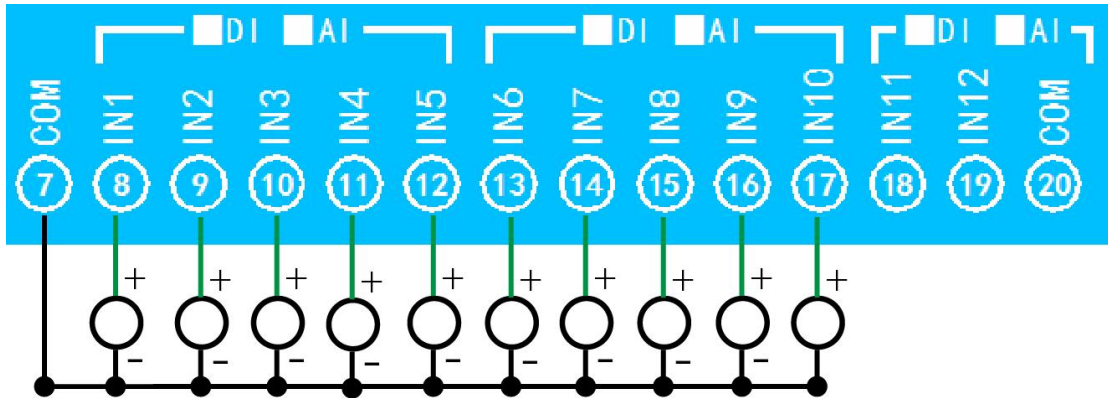 DI AI DI AI DI AI
COM IN1 IN2 IN3 IN4 IN5 IN6 IN7 IN8 IN9 IN10 IN11 IN12 COM
7 8 9 10 11 12 13 14 15 16 17 18 19 20
+ + + + + + + + + +
- - - - - - - - - -